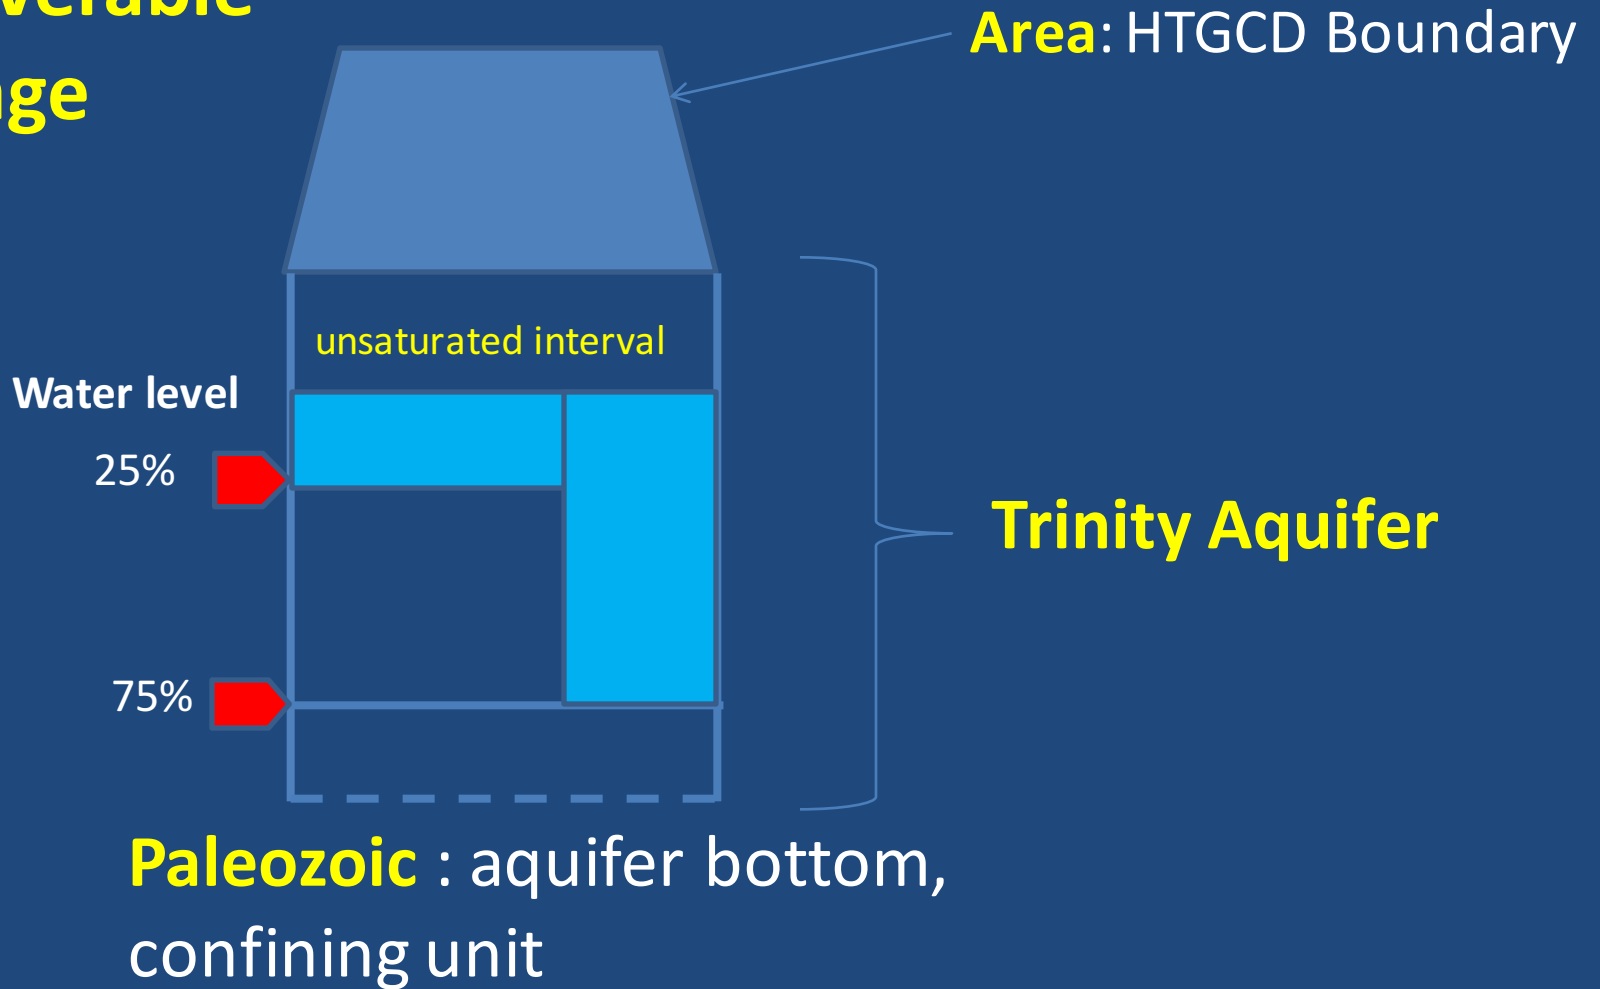 Area: HTGCD Boundary
unsaturated interval
Water level
25%
Trinity Aquifer
75%
Paleozoic : aquifer bottom,
confining unit